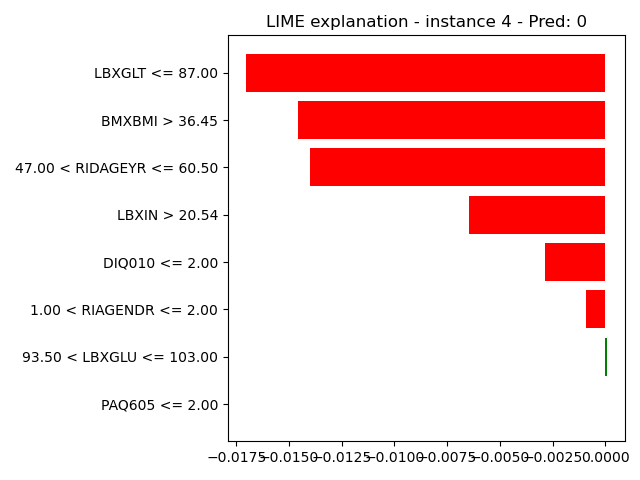 LIME explanation - instance 4 - Pred: 0
LBXGLT <= 87.00
BMXBMI > 36.45
47.00 < RIDAGEYR <= 60.50
LBXIN > 20.54
DIQ010 <= 2.00
1.00 < RIAGENDR <= 2.00
93.50 < LBXGLU <= 103.00
PAQ605 <= 2.00
−0.0175 −0.0150 −0.0125 −0.0100 −0.0075 −0.0050 −0.0025 0.0000